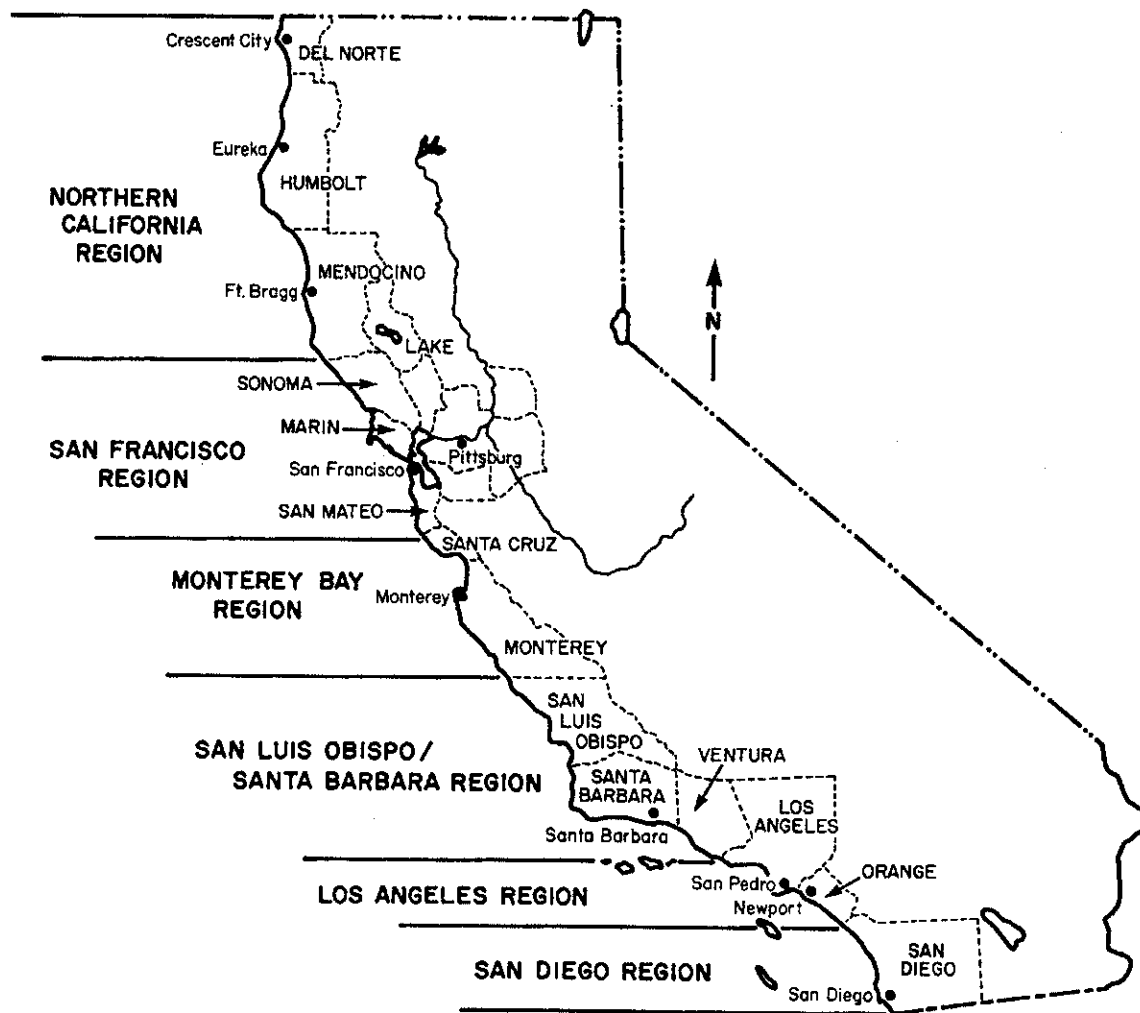 Crescent City
DEL NORTE
Eureka
HUMBOLT
NORTHERN
CALIFORNIA
REGION
MENDOCINO
Ft. Bragg
N
LAKE
SONOMA
MARIN
SAN FRANCISCO
REGION
Pittsburg
San Francisco
SAN MATEO
SANTA CRUZ
MONTEREY BAY
REGION
Monterey
MONTEREY
SAN
LUIS
OBISPO
SAN LUIS OBISPO/
SANTA BARBARA REGION
VENTURA
SANTA
BARBARA
LOS
ANGELES
Santa Barbara
LOS ANGELES REGION
San Pedro
ORANGE
Newport
SAN DIEGO REGION
SAN
DIEGO
San Diego